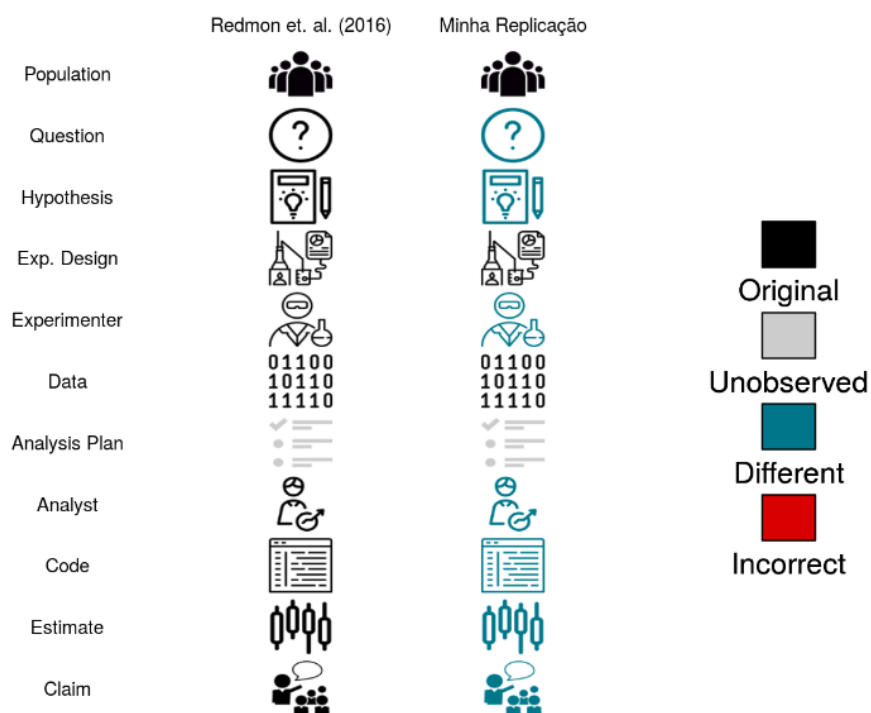 Redmon et. al. (2016) Minha Replicação
Population
Question
? ?
Hypothesis
Exp. Design
Experimenter
Data
01100 01100
10110 10110
11110 11110
Analysis Plan
Analyst
Code
Estimate
Claim
Original
Unobserved
Different
Incorrect